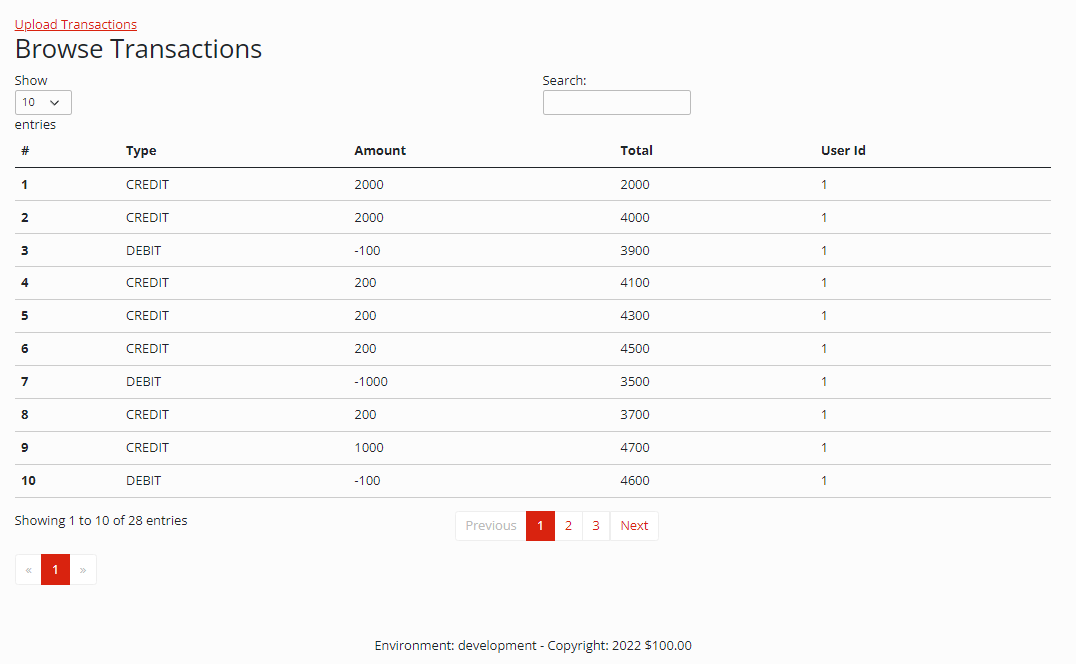 Upload Transactions
Browse Transactions
Show
10
entries
Search:
# Type Amount Total User Id
1 CREDIT 2000 2000 1
2 CREDIT 2000 4000 1
3 DEBIT -100 3900 1
4 CREDIT 200 4100 1
5 CREDIT 200 4300 1
6 CREDIT 200 4500 1
7 DEBIT -1000 3500 1
8 CREDIT 200 3700 1
9 CREDIT 1000 4700 1
10 DEBIT -100 4600 1
Showing 1 to 10 of 28 entries
Previous 1 2 3 Next
« 1 »
Environment: development - Copyright: 2022 $100.00